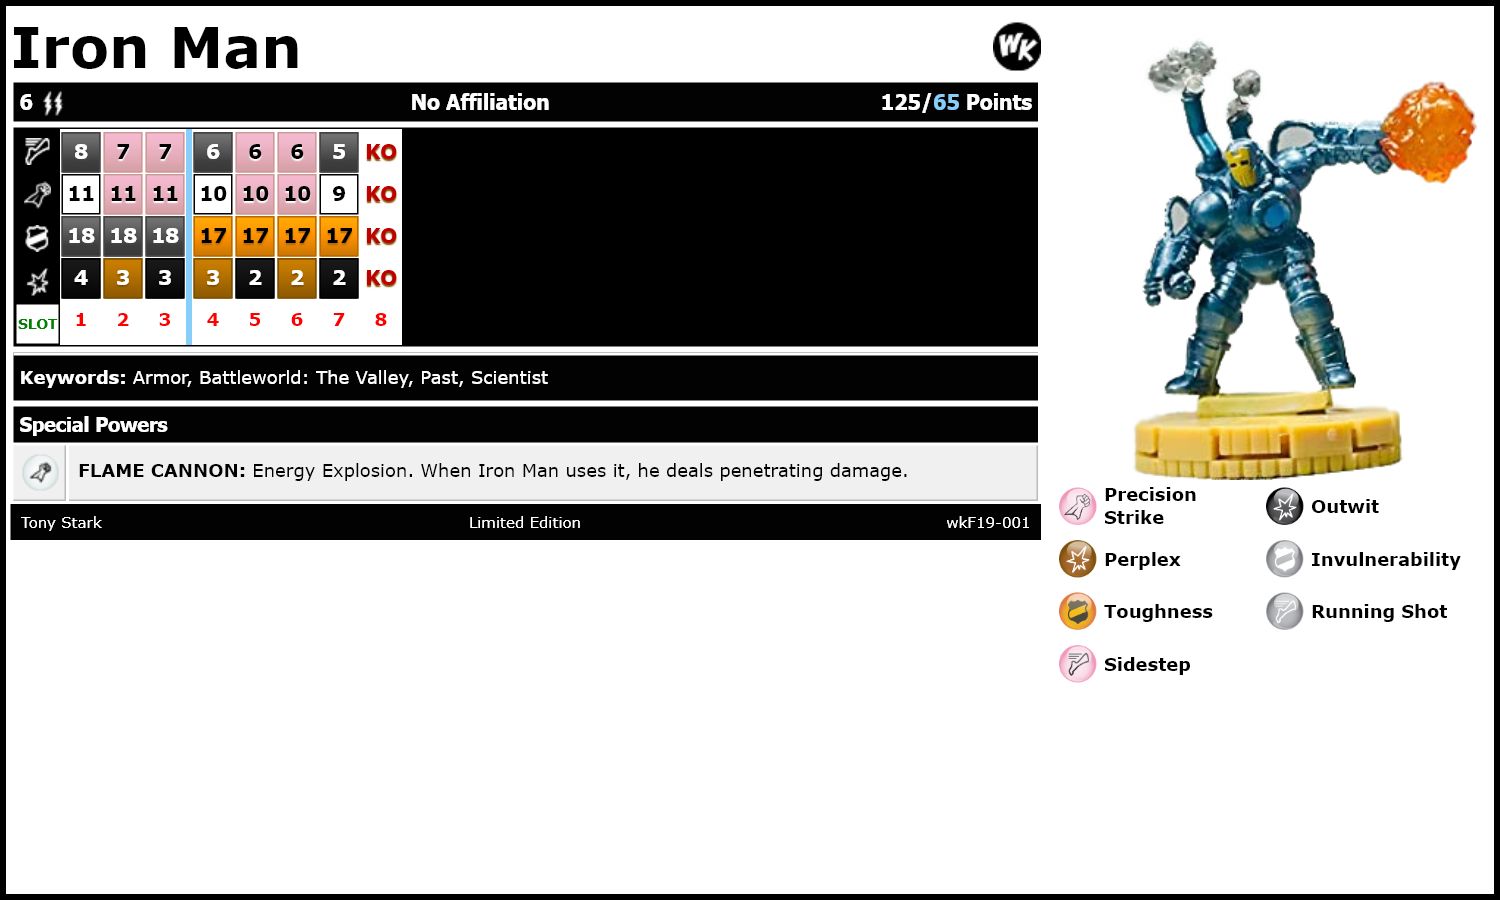 Iron Man
WK
6 No Affiliation 125/65 Points
8 7 7 6 6 6 5 KO
11 11 11 10 10 10 9 KO
18 18 18 17 17 17 17 KO
4 3 3 3 2 2 2 KO
SLOT 1 2 3 4 5 6 7 8
Keywords: Armor, Battleworld: The Valley, Past, Scientist
Special Powers
FLAME CANNON: Energy Explosion. When Iron Man uses it, he deals penetrating damage.
Tony Stark Limited Edition wkF19-001
Precision
Strike
Outwit
Perplex
Invulnerability
Toughness
Running Shot
Sidestep